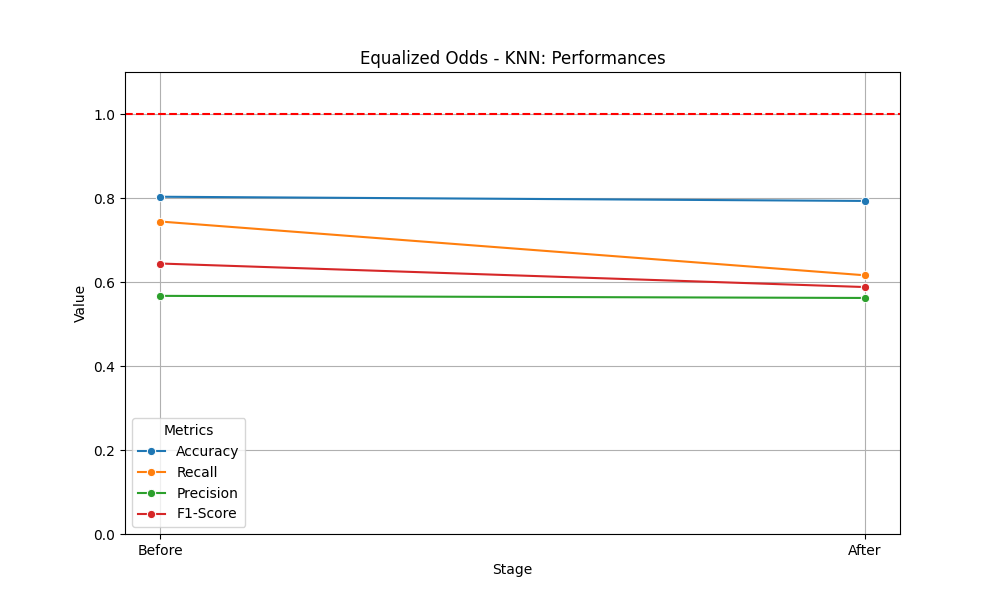 Equalized Odds - KNN: Performances
1.0
0.8
0.6
0.4
0.2
0.0
Value
Metrics
Accuracy
Recall
Precision
F1-Score
Before
After
Stage